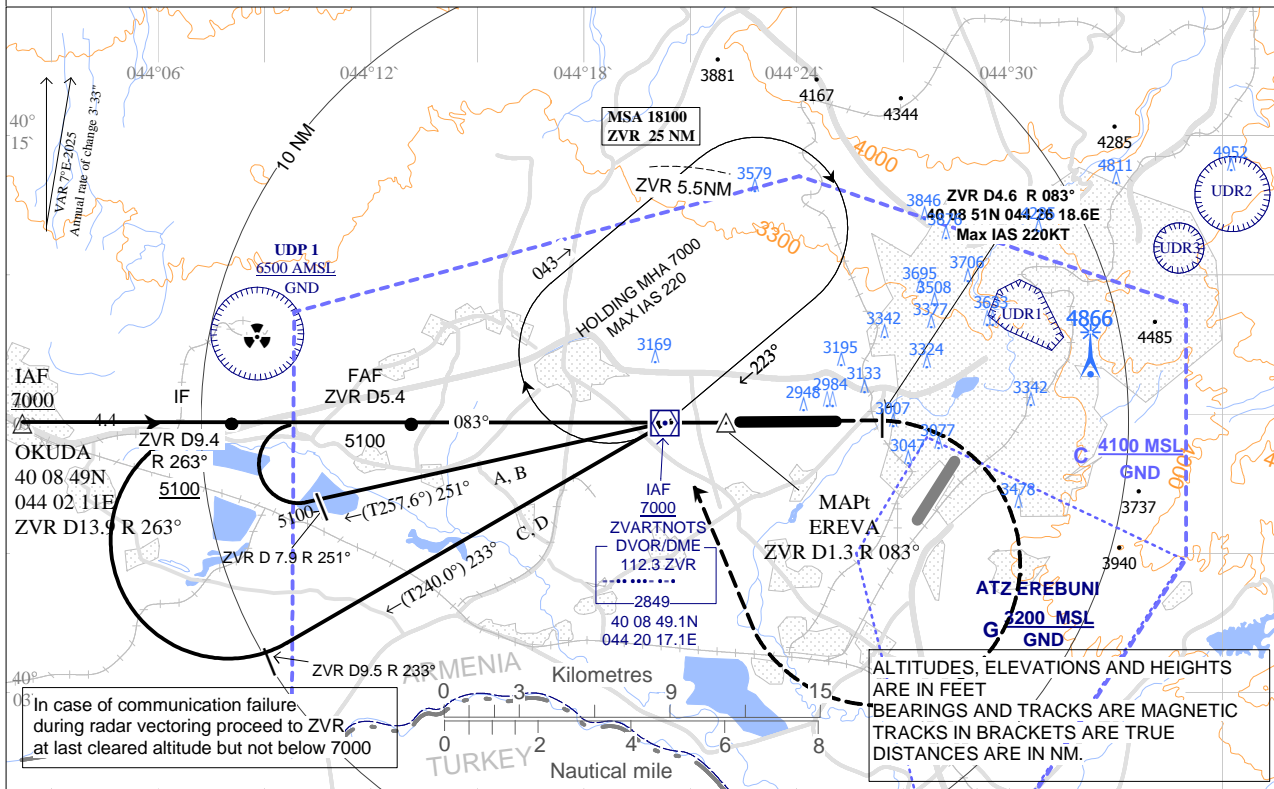 044°06`
044°12`
044°18`
044°24`
044°30`
40°
15`
VAR 7°E-2025
Annual rate of change 3' 33"
10 NM
3881
4167
4344
4285
4811
4952
MSA 18100
ZVR 25 NM
4000
3300
ZVR 5.5NM
3579
3846
ZVR D4.6 R 083°
40 08 51N 044 26 18.6E
Max IAS 220KT
UDR2
UDR3
UDR1
UDP 1
6500 AMSL
GND
043→
HOLDING MHA 7000
MAX IAS 220
←223°
3695
3706
3508
3377
3342
3324
3195
3133
3169
2948
2984
3007
3077
3047
3342
3478
4866
4485
IAF
7000
4.4
IF
FAF
ZVR D5.4
083°
5100
ZVR D9.4
R 263°
5100
OKUDA
40 08 49N
044 02 11E
ZVR D13.9 R 263°
5100
←(T257.6°) 251°
A, B
ZVR D 7.9 R 251°
←(T240.0°) 233°
C, D
ZVR D9.5 R 233°
IAF
7000
ZVARTNOTS
DVOR/DME
112.3 ZVR
2849
40 08 49.1N
044 20 17.1E
MAPt
EREVA
ZVR D1.3 R 083°
C 4100 MSL
GND
4000
3737
3940
ATZ EREBUNI
G 3200 MSL
GND
40°
03`
ARMENIA
TURKEY
Kilometres
0 3 9 15
0 2 4 6 8
Nautical mile
In case of communication failure
during radar vectoring proceed to ZVR
at last cleared altitude but not below 7000
ALTITUDES, ELEVATIONS AND HEIGHTS
ARE IN FEET
BEARINGS AND TRACKS ARE MAGNETIC
TRACKS IN BRACKETS ARE TRUE
DISTANCES ARE IN NM.